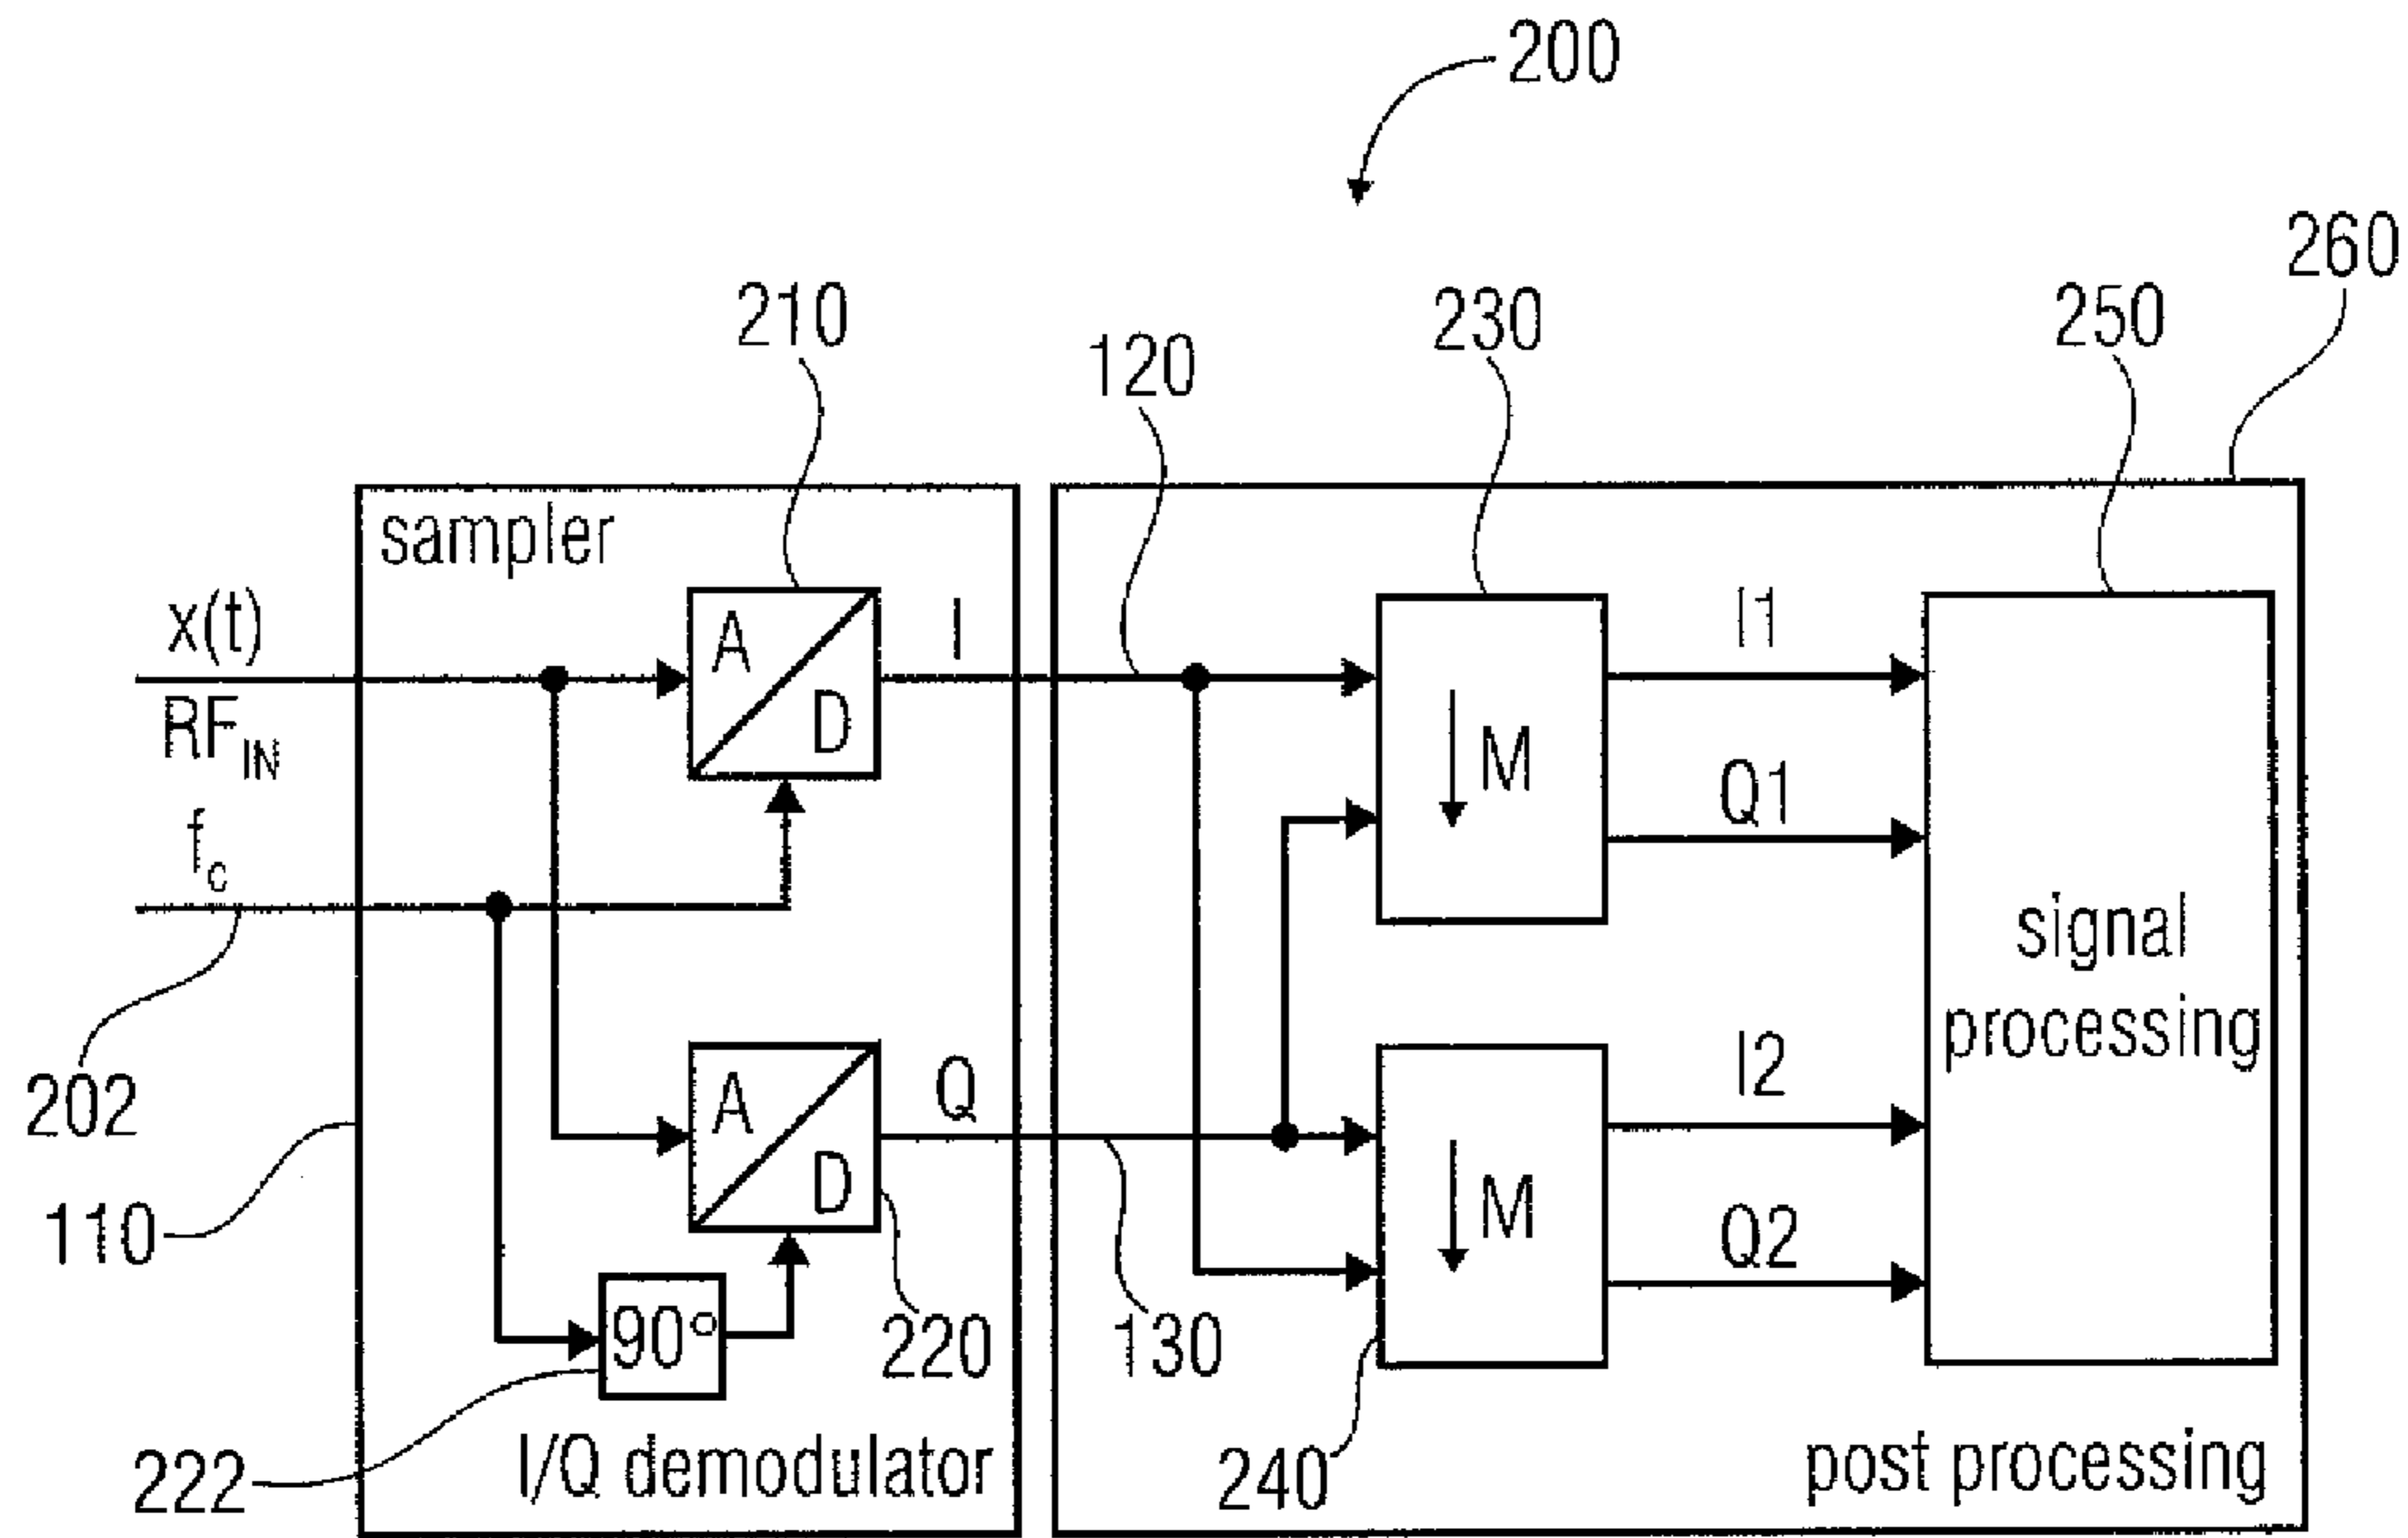 200
260
210
120
230
250
sampler
x(t)
RF_IN
f_c
A
D
I
M
I1
Q1
signal
processing
202
110
A
D
Q
M
I2
Q2
90°
220
130
222
I/Q demodulator
240
post processing